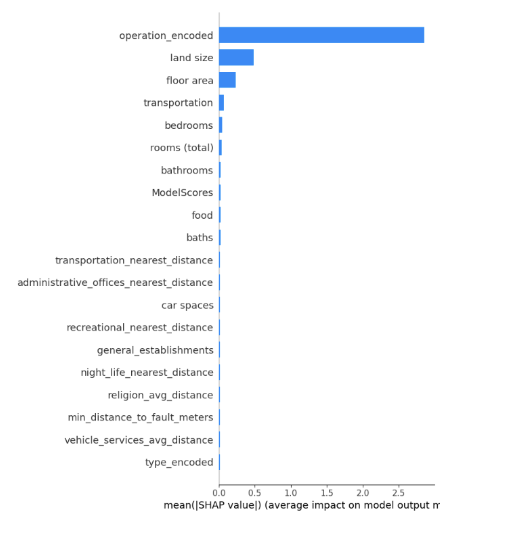 operation_encoded
land size
floor area
transportation
bedrooms
rooms (total)
bathrooms
ModelScores
food
baths
transportation_nearest_distance
administrative_offices_nearest_distance
car spaces
recreational_nearest_distance
general_establishments
night_life_nearest_distance
religion_avg_distance
min_distance_to_fault_meters
vehicle_services_avg_distance
type_encoded
0.0 0.5 1.0 1.5 2.0 2.5
mean(|SHAP value|) (average impact on model output